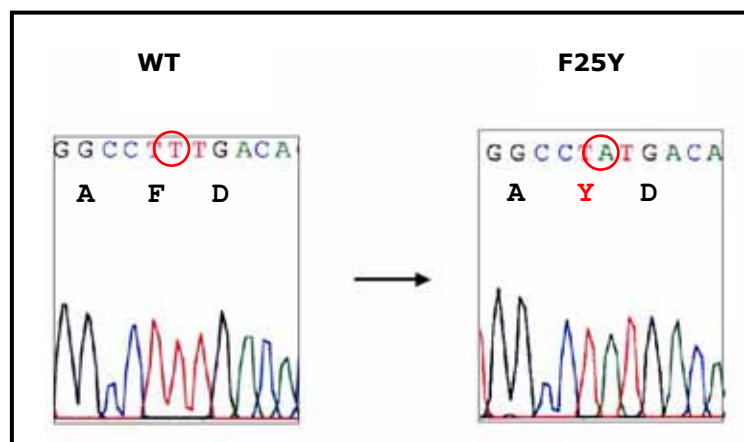 WT
F25Y
GGCCTTTGACA
A F D
GGCCTATGACA
A Y D